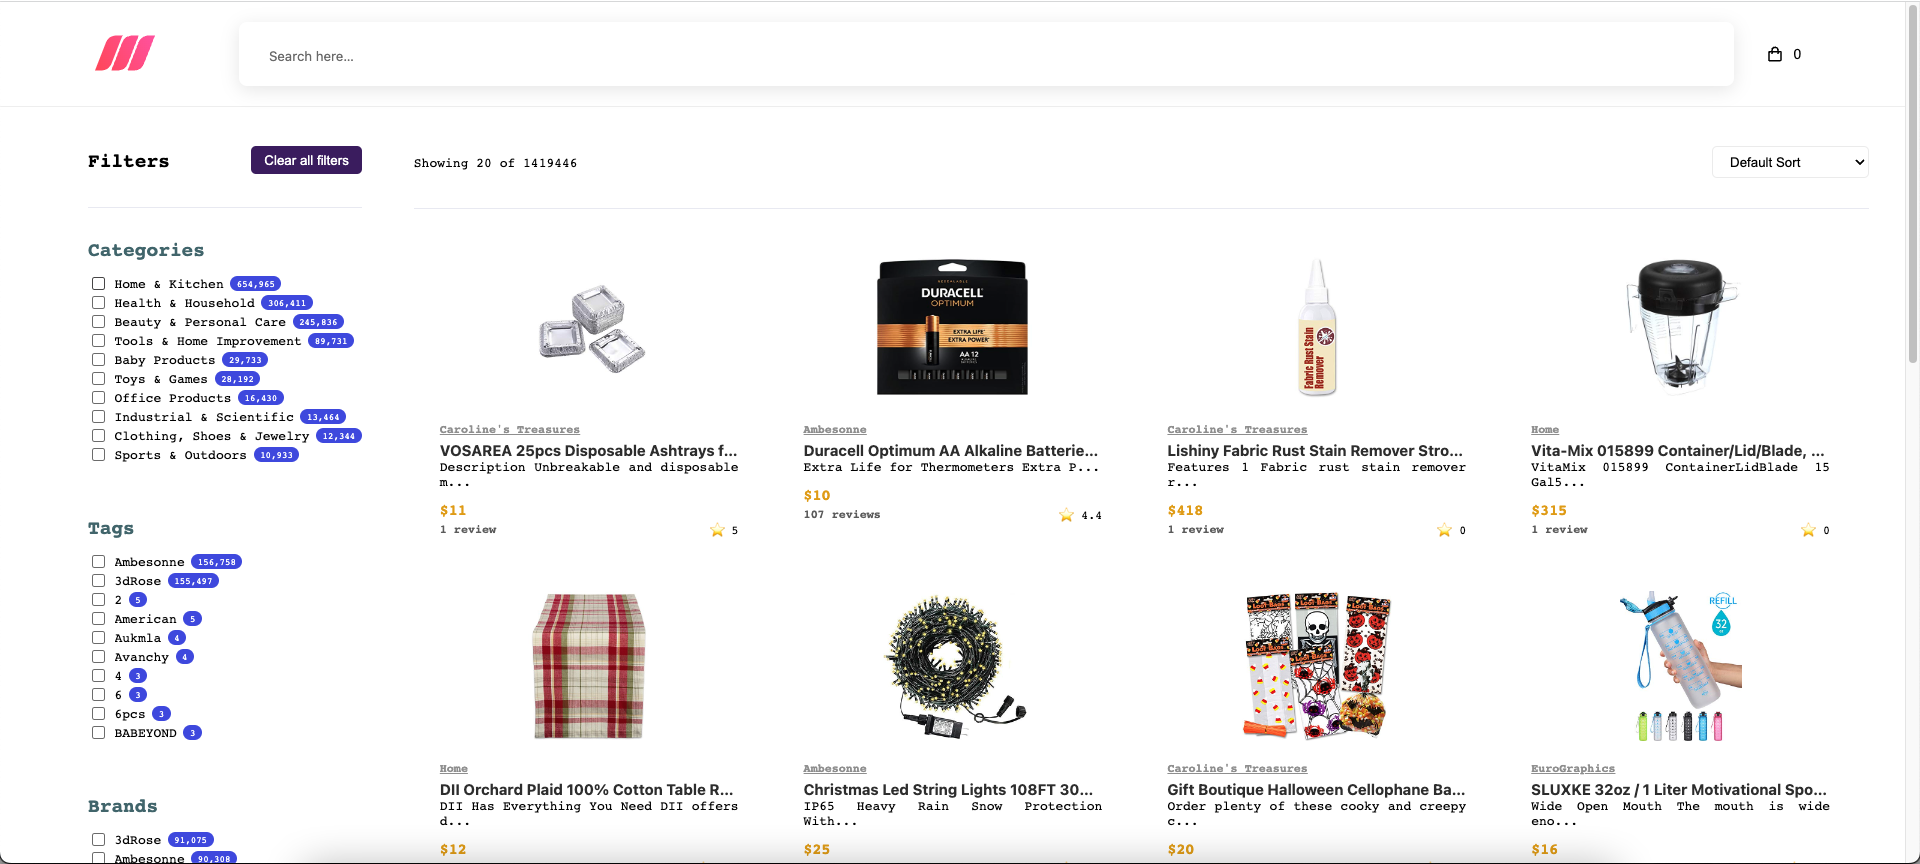 Search here...
0
Filters
Clear all filters
Showing 20 of 1419446
Default Sort
Categories
Home & Kitchen 654,965
Health & Household 306,411
Beauty & Personal Care 245,836
Tools & Home Improvement 89,731
Baby Products 29,733
Toys & Games 28,192
Office Products 16,430
Industrial & Scientific 13,464
Clothing, Shoes & Jewelry 12,344
Sports & Outdoors 10,933
Tags
Ambesonne 156,758
3dRose 155,497
2 5
American 5
Aukmla 4
Avanchy 4
4 3
6 3
6pcs 3
BABEYOND 3
Brands
3dRose 91,075
Ambesonne 90,308
Caroline's Treasures
VOSAREA 25pcs Disposable Ashtrays f...
Description Unbreakable and disposable
m...
$11
1 review
5
DURACELL
OPTIMUM
EXTRA LIFE
EXTRA POWER
AA 12
Ambesonne
Duracell Optimum AA Alkaline Batterie...
Extra Life for Thermometers Extra P...
$10
107 reviews
4.4
Fabric Rust Stain
Remover
Caroline's Treasures
Lishiny Fabric Rust Stain Remover Stro...
Features 1 Fabric rust stain remover
r...
$418
1 review
0
Home
Vita-Mix 015899 Container/Lid/Blade, ...
VitaMix 015899 ContainerLidBlade 15
Gal5...
$315
1 review
0
Home
DII Orchard Plaid 100% Cotton Table R...
DII Has Everything You Need DII offers
d...
$12
Ambesonne
Christmas Led String Lights 108FT 30...
IP65 Heavy Rain Snow Protection
With...
$25
LOOT BAGS
LOOT BAGS
LOOT BAGS
LOOT BAGS
LOOT BAGS
Caroline's Treasures
Gift Boutique Halloween Cellophane Ba...
Order plenty of these cooky and creepy
c...
$20
REFILL
32
EuroGraphics
SLUXKE 32oz / 1 Liter Motivational Spo...
Wide Open Mouth The mouth is wide
eno...
$16